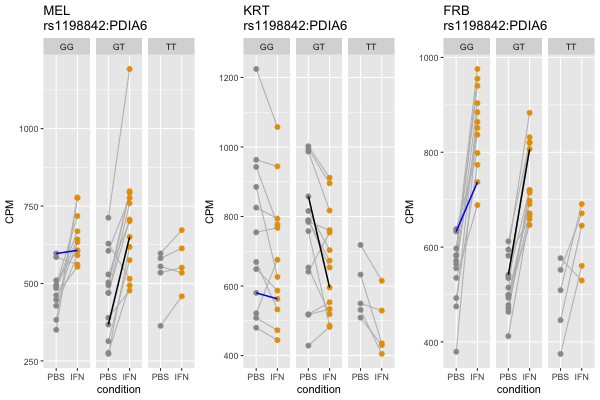 MEL
rs1198842:PDIA6
GG GT TT
CPM
1000
750
500
250
PBS IFN PBS IFN PBS IFN
condition
KRT
rs1198842:PDIA6
GG GT TT
CPM
1200
1000
800
600
400
PBS IFN PBS IFN PBS IFN
condition
FRB
rs1198842:PDIA6
GG GT TT
CPM
1000
800
600
400
PBS IFN PBS IFN PBS IFN
condition